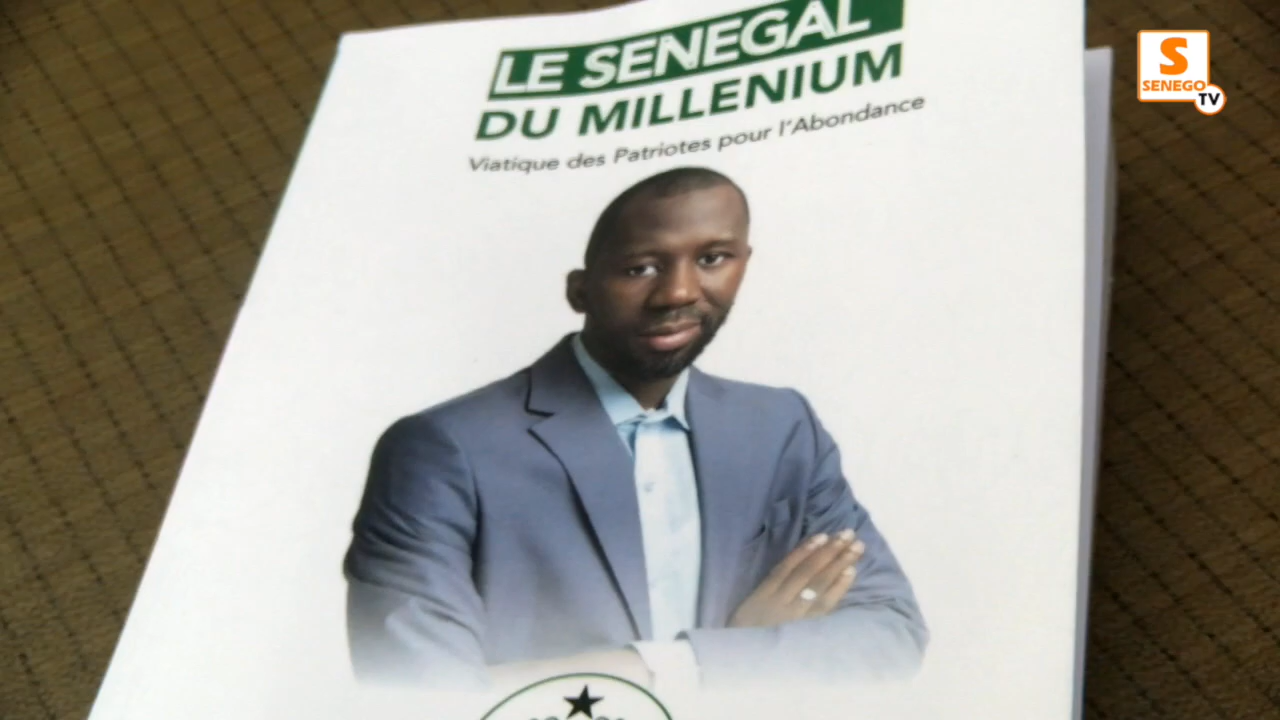 LE SENEGAL
DU MILLENIUM
Viatique des Patriotes pour l'Abondance
S
SENEGO
TV